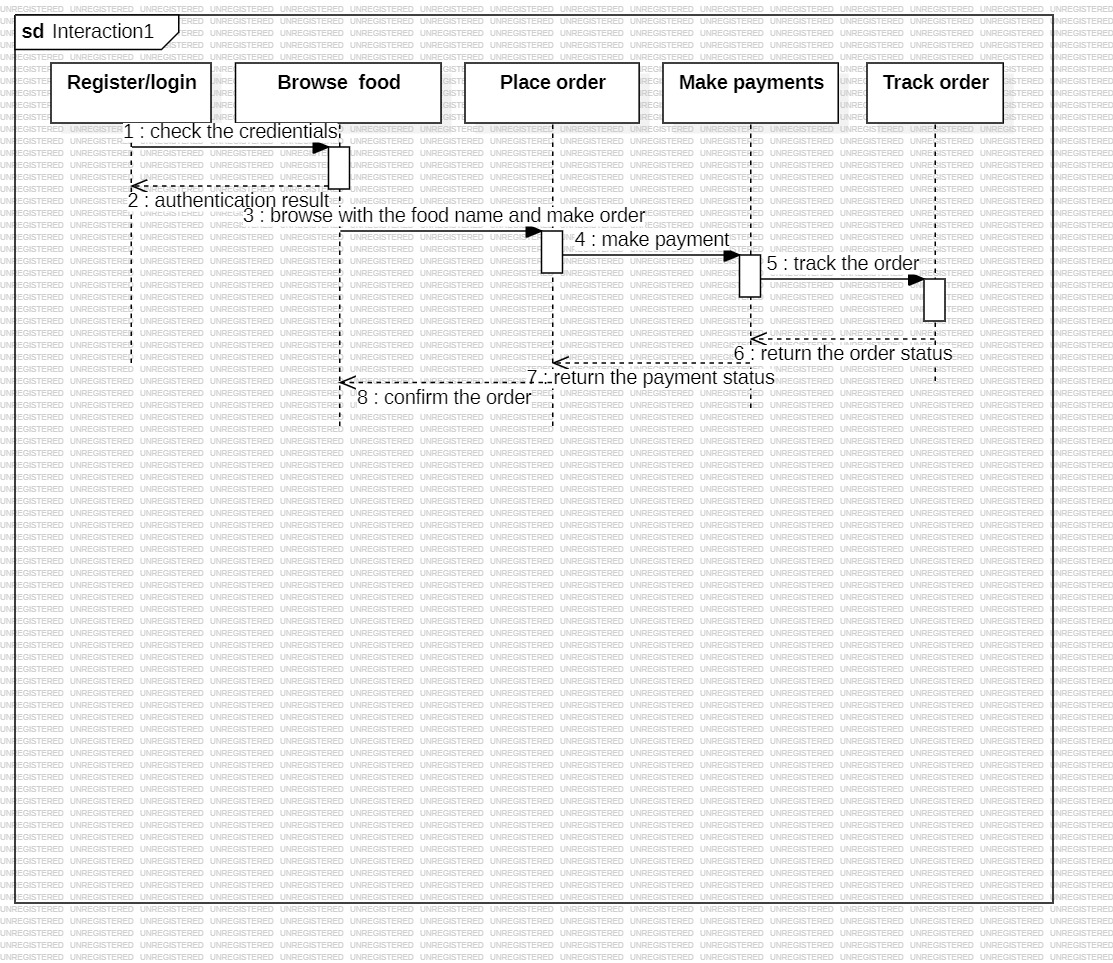 sd Interaction1
Register/login
Browse  food
Place order
Make payments
Track order
1 : check the credentials
2 : authentication result
3 : browse with the food name and make order
4 : make payment
5 : track the order
6 : return the order status
7 : return the payment status
8 : confirm the order
UNREGISTERED